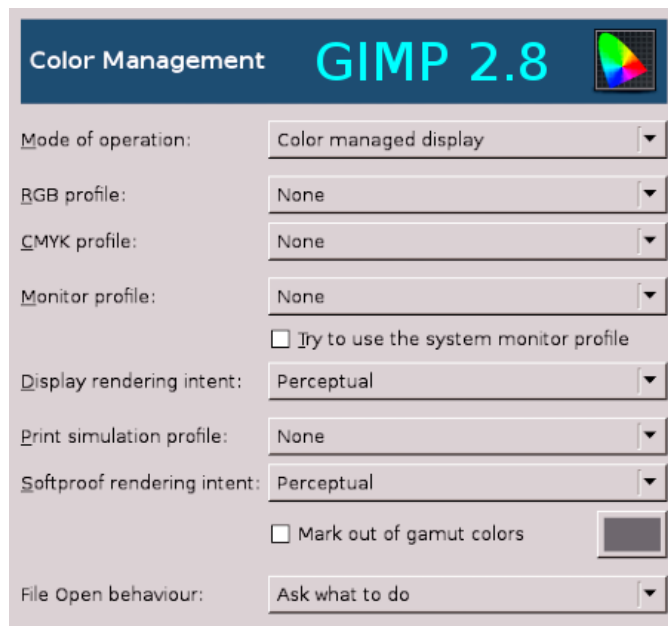 Color Management GIMP 2.8
Mode of operation: Color managed display
RGB profile: None
CMYK profile: None
Monitor profile: None
Try to use the system monitor profile
Display rendering intent: Perceptual
Print simulation profile: None
Softproof rendering intent: Perceptual
Mark out of gamut colors
File Open behaviour: Ask what to do